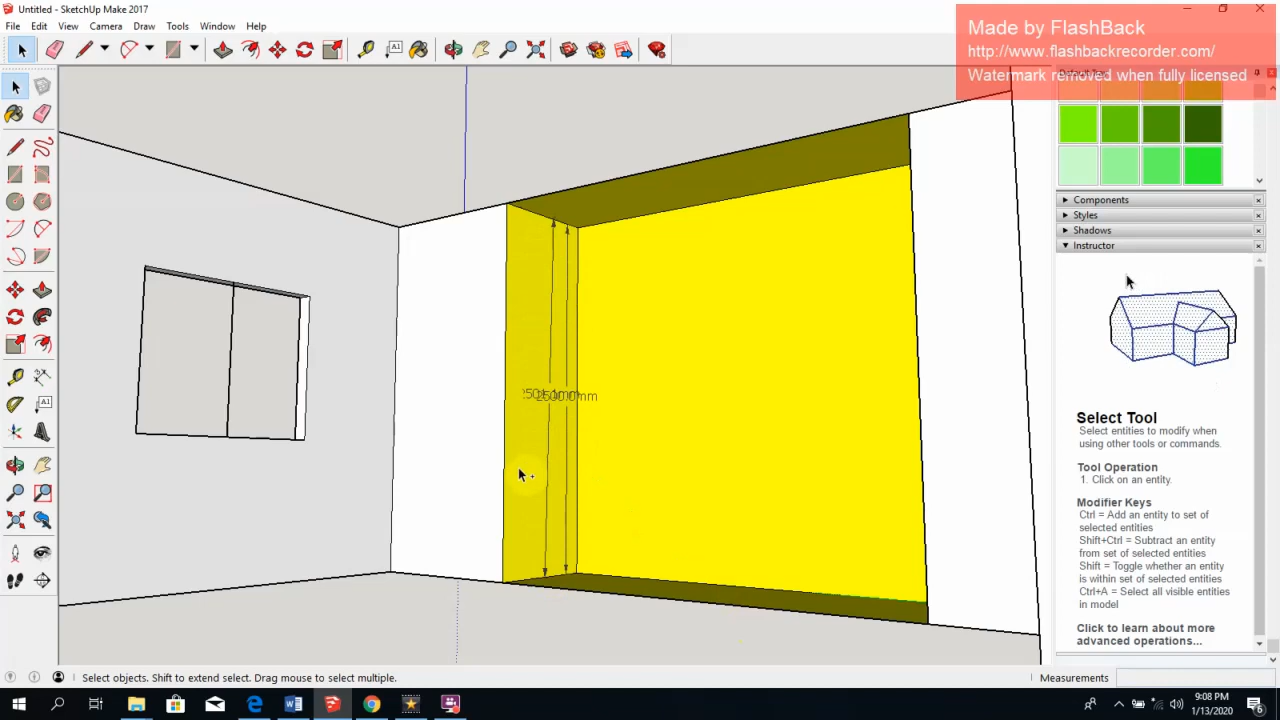 Untitled - SketchUp Make 2017
File Edit View Camera Draw Tools Window Help
Made by FlashBack
http://www.flashbackrecorder.com/
Watermark removed when fully licensed
Components
Styles
Shadows
Instructor
2500.0mm
Select Tool
Select entities to modify when
using other tools or commands.
Tool Operation
1. Click on an entity.
Modifier Keys
Ctrl = Add an entity to set of
selected entities
Shift+Ctrl = Subtract an entity
from set of selected entities
Shift = Toggle whether an entity
is within set of selected entities
Ctrl+A = Select all visible entities
in model
Click to learn about more
advanced operations...
Select objects. Shift to extend select. Drag mouse to select multiple.
Measurements
9:08 PM
1/13/2020
6